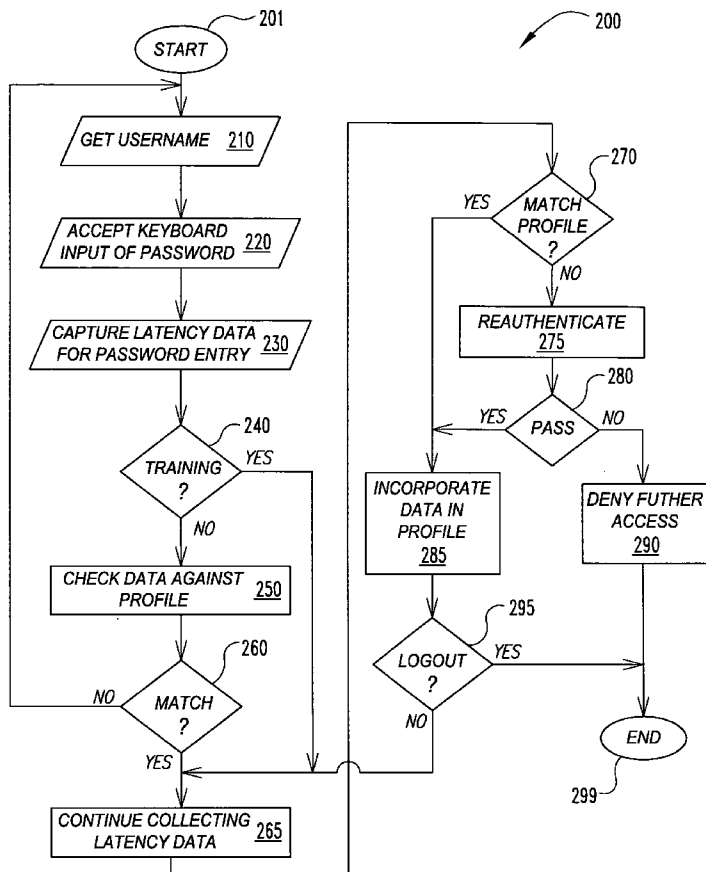 200
201
START
GET USERNAME 210
ACCEPT KEYBOARD
INPUT OF PASSWORD 220
CAPTURE LATENCY DATA
FOR PASSWORD ENTRY 230
240
TRAINING
?
YES
NO
CHECK DATA AGAINST
PROFILE 250
260
MATCH
?
NO
YES
CONTINUE COLLECTING
LATENCY DATA 265
270
MATCH
PROFILE
?
YES
NO
REAUTHENTICATE
275
280
PASS
YES
NO
INCORPORATE
DATA IN
PROFILE
285
DENY FUTHER
ACCESS
290
295
LOGOUT
?
YES
NO
END
299